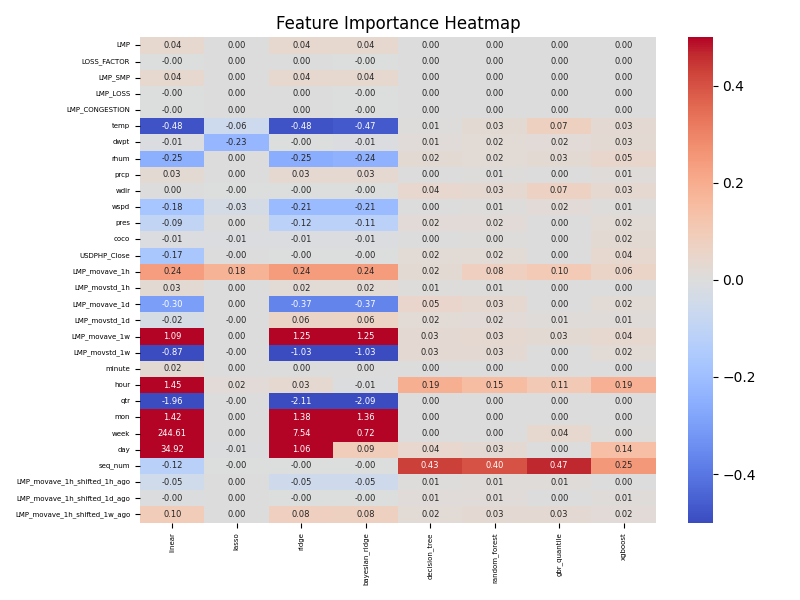 Feature Importance Heatmap
LMP 0.04 0.00 0.04 0.04 0.00 0.00 0.00 0.00
LOSS_FACTOR -0.00 0.00 0.00 -0.00 0.00 0.00 0.00 0.00
LMP_SMP 0.04 0.00 0.04 0.04 0.00 0.00 0.00 0.00
LMP_LOSS -0.00 0.00 0.00 -0.00 0.00 0.00 0.00 0.00
LMP_CONGESTION -0.00 0.00 0.00 -0.00 0.00 0.00 0.00 0.00
temp -0.48 -0.06 -0.48 -0.47 0.01 0.03 0.07 0.03
dwpt -0.01 -0.23 -0.00 -0.01 0.01 0.02 0.02 0.03
rhum -0.25 0.00 -0.25 -0.24 0.02 0.02 0.03 0.05
prcp 0.03 0.00 0.03 0.03 0.00 0.01 0.00 0.01
wdir 0.00 -0.00 -0.00 -0.00 0.04 0.03 0.07 0.03
wspd -0.18 -0.03 -0.21 -0.21 0.00 0.01 0.02 0.01
pres -0.09 0.00 -0.12 -0.11 0.02 0.02 0.00 0.02
coco -0.01 -0.01 -0.01 -0.01 0.00 0.00 0.00 0.02
USDPHP_Close -0.17 -0.00 -0.00 -0.00 0.02 0.02 0.00 0.04
LMP_movave_1h 0.24 0.18 0.24 0.24 0.02 0.08 0.10 0.06
LMP_movstd_1h 0.03 0.00 0.02 0.02 0.01 0.01 0.00 0.00
LMP_movave_1d -0.30 0.00 -0.37 -0.37 0.05 0.03 0.00 0.02
LMP_movstd_1d -0.02 -0.00 0.06 0.06 0.02 0.02 0.01 0.01
LMP_movave_1w 1.09 0.00 1.25 1.25 0.03 0.03 0.03 0.04
LMP_movstd_1w -0.87 -0.00 -1.03 -1.03 0.03 0.03 0.00 0.02
minute 0.02 0.00 0.00 0.00 0.00 0.00 0.00 0.00
hour 1.45 0.02 0.03 -0.01 0.19 0.15 0.11 0.19
qtr -1.96 -0.00 -2.11 -2.09 0.00 0.00 0.00 0.00
mon 1.42 0.00 1.38 1.36 0.00 0.00 0.00 0.00
week 244.61 0.00 7.54 0.72 0.00 0.00 0.04 0.00
day 34.92 -0.01 1.06 0.09 0.04 0.03 0.00 0.14
seq_num -0.12 -0.00 -0.00 -0.00 0.43 0.40 0.47 0.25
LMP_movave_1h_shifted_1h_ago -0.05 0.00 -0.05 -0.05 0.01 0.01 0.01 0.00
LMP_movave_1h_shifted_1d_ago -0.00 0.00 -0.00 -0.00 0.01 0.01 0.00 0.01
LMP_movave_1h_shifted_1w_ago 0.10 0.00 0.08 0.08 0.02 0.03 0.03 0.02
linear
lasso
ridge
bayesian_ridge
decision_tree
random_forest
gbr_quantile
xgboost
0.4
0.2
0.0
−0.2
−0.4